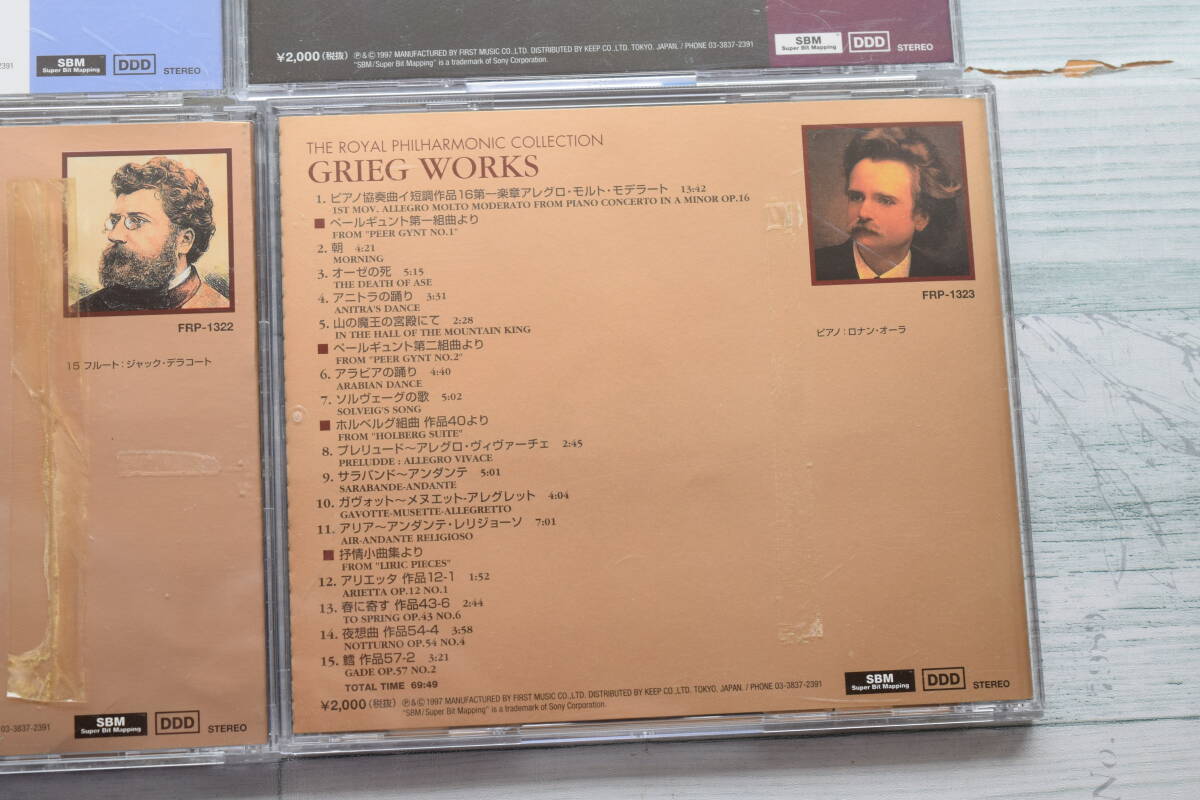 2391
SBM
Super Bit Mapping
DDD
STEREO
¥2,000(税抜) ℗&© 1997 MANUFACTURED BY FIRST MUSIC CO.,LTD. DISTRIBUTED BY KEEP CO.,LTD. TOKYO. JAPAN. / PHONE 03-3837-2391
"SBM/Super Bit Mapping" is a trademark of Sony Corporation.
SBM
Super Bit Mapping
DDD
STEREO
FRP-1322
15 フルート:ジャック・デラコート
03-3837-2391
SBM
Super Bit Mapping
DDD
STEREO
THE ROYAL PHILHARMONIC COLLECTION
GRIEG WORKS
1. ピアノ協奏曲イ短調作品16第一楽章アレグロ・モルト・モデラート 13:42
1ST MOV. ALLEGRO MOLTO MODERATO FROM PIANO CONCERTO IN A MINOR OP.16
■ ペールギュント第一組曲より
FROM "PEER GYNT NO.1"
2. 朝 4:21
MORNING
3. オーゼの死 5:15
THE DEATH OF ASE
4. アニトラの踊り 3:31
ANITRA'S DANCE
5. 山の魔王の宮殿にて 2:28
IN THE HALL OF THE MOUNTAIN KING
■ ペールギュント第二組曲より
FROM "PEER GYNT NO.2"
6. アラビアの踊り 4:40
ARABIAN DANCE
7. ソルヴェーグの歌 5:02
SOLVEIG'S SONG
■ ホルベルグ組曲 作品40より
FROM "HOLBERG SUITE"
8. プレリュード〜アレグロ・ヴィヴァーチェ 2:45
PRELUDDE : ALLEGRO VIVACE
9. サラバンド〜アンダンテ 5:01
SARABANDE-ANDANTE
10. ガヴォット〜メヌエット-アレグレット 4:04
GAVOTTE-MUSETTE-ALLEGRETTO
11. アリア〜アンダンテ・レリジョーソ 7:01
AIR-ANDANTE RELIGIOSO
■ 抒情小曲集より
FROM "LIRIC PIECES"
12. アリエッタ 作品12-1 1:52
ARIETTA OP.12 NO.1
13. 春に寄す 作品43-6 2:44
TO SPRING OP.43 NO.6
14. 夜想曲 作品54-4 3:58
NOTTURNO OP.54 NO.4
15. 鱈 作品57-2 3:21
GADE OP.57 NO.2
TOTAL TIME 69:49
¥2,000(税抜) ℗&© 1997 MANUFACTURED BY FIRST MUSIC CO.,LTD. DISTRIBUTED BY KEEP CO.,LTD. TOKYO. JAPAN. / PHONE 03-3837-2391
"SBM/Super Bit Mapping" is a trademark of Sony Corporation.
FRP-1323
ピアノ:ロナン・オーラ
SBM
Super Bit Mapping
DDD
STEREO
No.